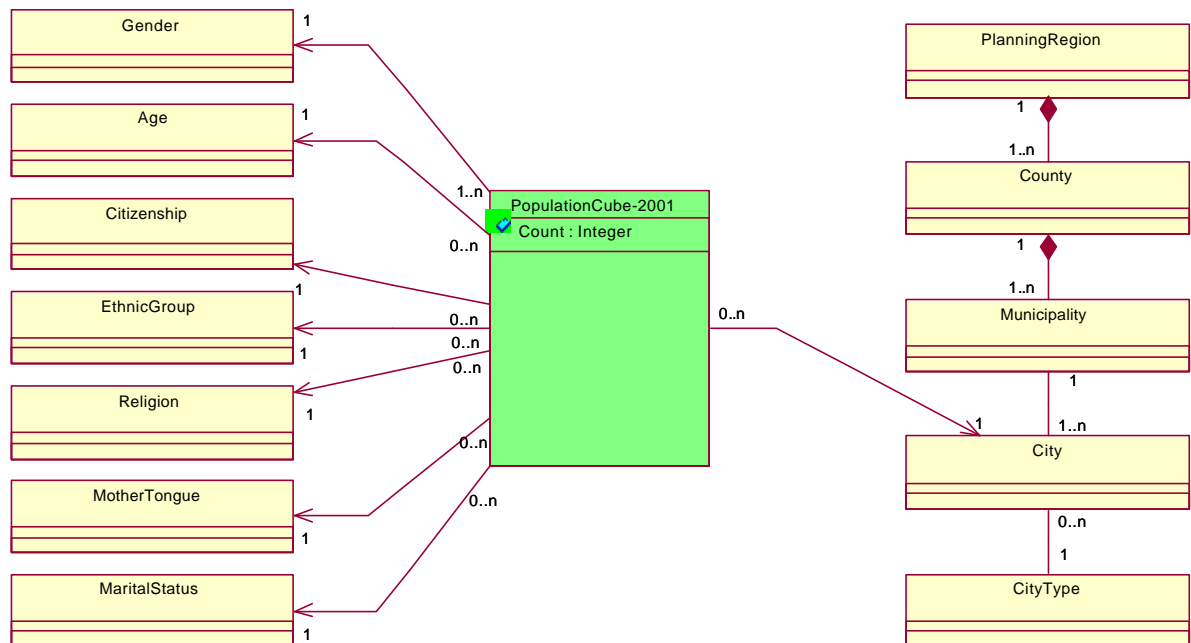 Gender
1
Age
1
Citizenship
1
EthnicGroup
1
Religion
1
MotherTongue
1
MaritalStatus
1
1..n
0..n
0..n
0..n
0..n
0..n
0..n
PopulationCube-2001
Count : Integer
0..n
1
PlanningRegion
1
1..n
County
1
1..n
Municipality
1
1..n
City
0..n
1
CityType